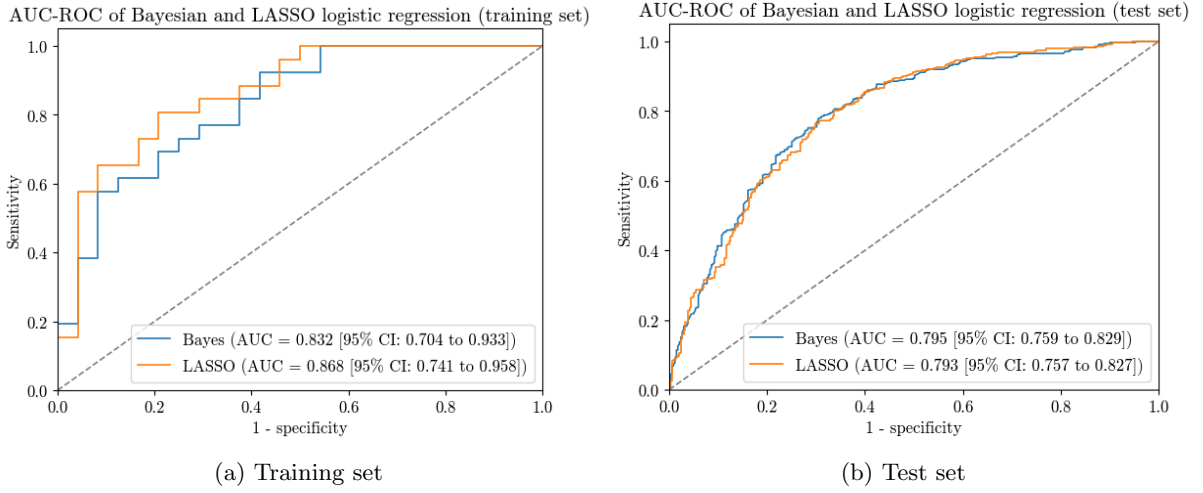 AUC-ROC of Bayesian and LASSO logistic regression (training set)
1.0
0.8
0.6
0.4
0.2
0.0
Sensitivity
Bayes (AUC = 0.832 [95% CI: 0.704 to 0.933])
LASSO (AUC = 0.868 [95% CI: 0.741 to 0.958])
0.0 0.2 0.4 0.6 0.8 1.0
1 - specificity
(a) Training set
AUC-ROC of Bayesian and LASSO logistic regression (test set)
1.0
0.8
0.6
0.4
0.2
0.0
Sensitivity
Bayes (AUC = 0.795 [95% CI: 0.759 to 0.829])
LASSO (AUC = 0.793 [95% CI: 0.757 to 0.827])
0.0 0.2 0.4 0.6 0.8 1.0
1 - specificity
(b) Test set